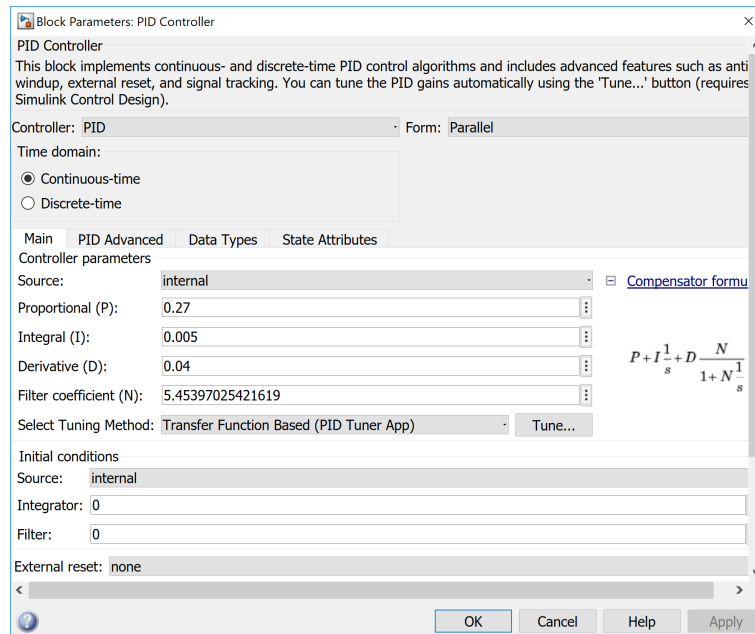 Block Parameters: PID Controller
PID Controller
This block implements continuous- and discrete-time PID control algorithms and includes advanced features such as anti
windup, external reset, and signal tracking. You can tune the PID gains automatically using the 'Tune...' button (requires
Simulink Control Design).
Controller: PID Form: Parallel
Time domain:
Continuous-time
Discrete-time
Main PID Advanced Data Types State Attributes
Controller parameters
Source: internal Compensator formu
Proportional (P): 0.27
Integral (I): 0.005
Derivative (D): 0.04
P+I 1/s +D N/(1+N 1/s)
Filter coefficient (N): 5.45397025421619
Select Tuning Method: Transfer Function Based (PID Tuner App) Tune...
Initial conditions
Source: internal
Integrator: 0
Filter: 0
External reset: none
OK Cancel Help Apply